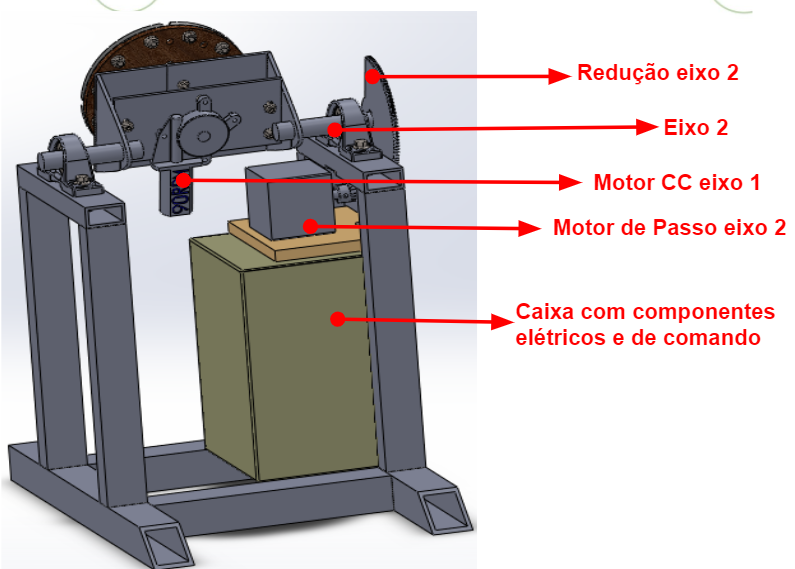 Redução eixo 2
Eixo 2
Motor CC eixo 1
Motor de Passo eixo 2
Caixa com componentes
elétricos e de comando